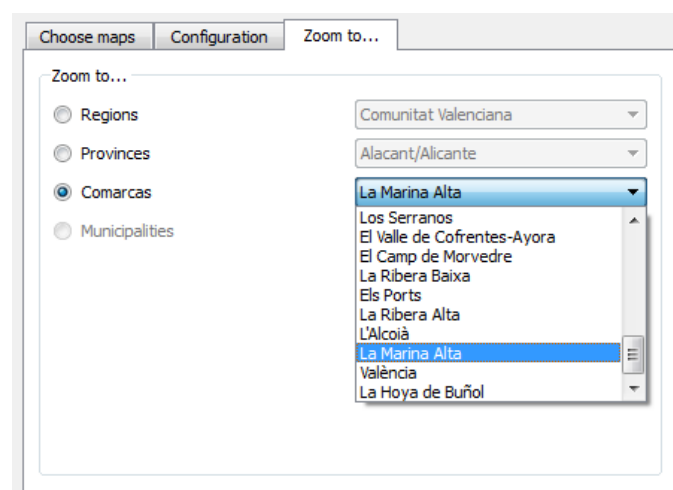 Choose maps Configuration Zoom to...
Zoom to...
Regions Comunitat Valenciana
Provinces Alacant/Alicante
Comarcas La Marina Alta
Municipalities
Los Serranos
El Valle de Cofrentes-Ayora
El Camp de Morvedre
La Ribera Baixa
Els Ports
La Ribera Alta
L'Alcoià
La Marina Alta
València
La Hoya de Buñol